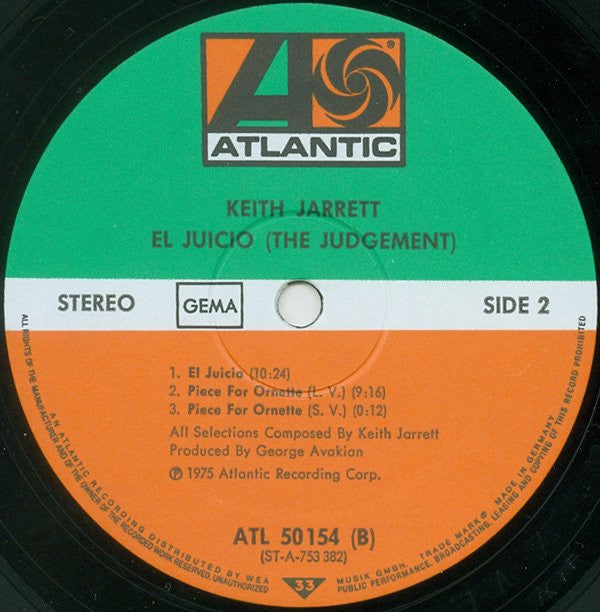 ®
ATLANTIC
KEITH JARRETT
EL JUICIO (THE JUDGEMENT)
STEREO
GEMA
SIDE 2
1. El Juicio (10:24)
2. Piece For Ornette (L. V.) (9:16)
3. Piece For Ornette (S. V.) (0:12)
All Selections Composed By Keith Jarrett
Produced By George Avakian
℗ 1975 Atlantic Recording Corp.
ATL 50154 (B)
(ST-A-753 382)
33
ALL RIGHTS OF THE MANUFACTURER AND OF THE OWNER OF THE RECORDED WORK RESERVED. UNAUTHORIZED PUBLIC PERFORMANCE, BROADCASTING, LEASING AND COPYING OF THIS RECORD PROHIBITED
AN ATLANTIC RECORDING DISTRIBUTED BY WEA MUSIK GMBH. TRADE MARK® MADE IN GERMANY